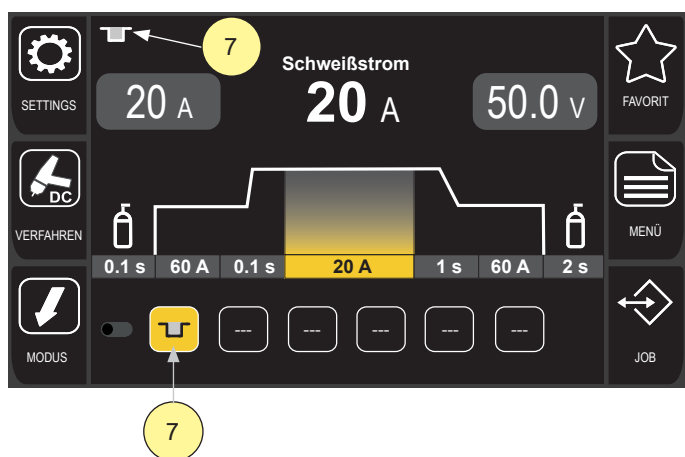 7
Schweißstrom
20 A
20 A
50.0 V
SETTINGS
FAVORIT
DC
VERFAHREN
MENÜ
0.1 s 60 A 0.1 s 20 A 1 s 60 A 2 s
--- --- --- --- ---
MODUS
JOB
7